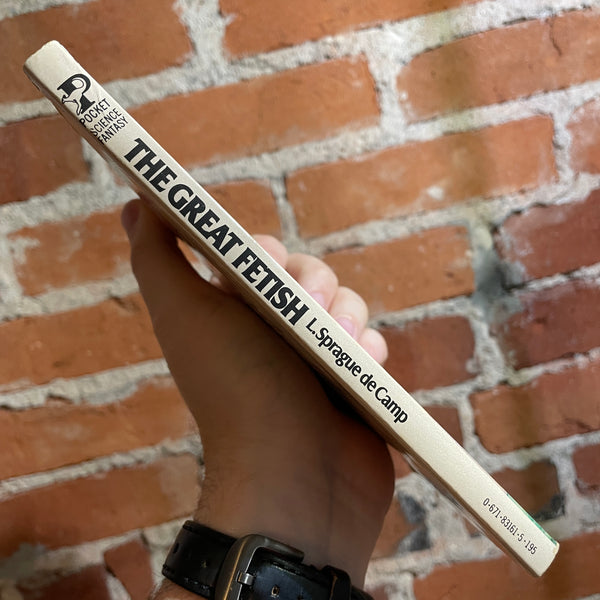 POCKET
SCIENCE
FANTASY
THE GREAT FETISH
L. Sprague de Camp
0-671-83161-5-195